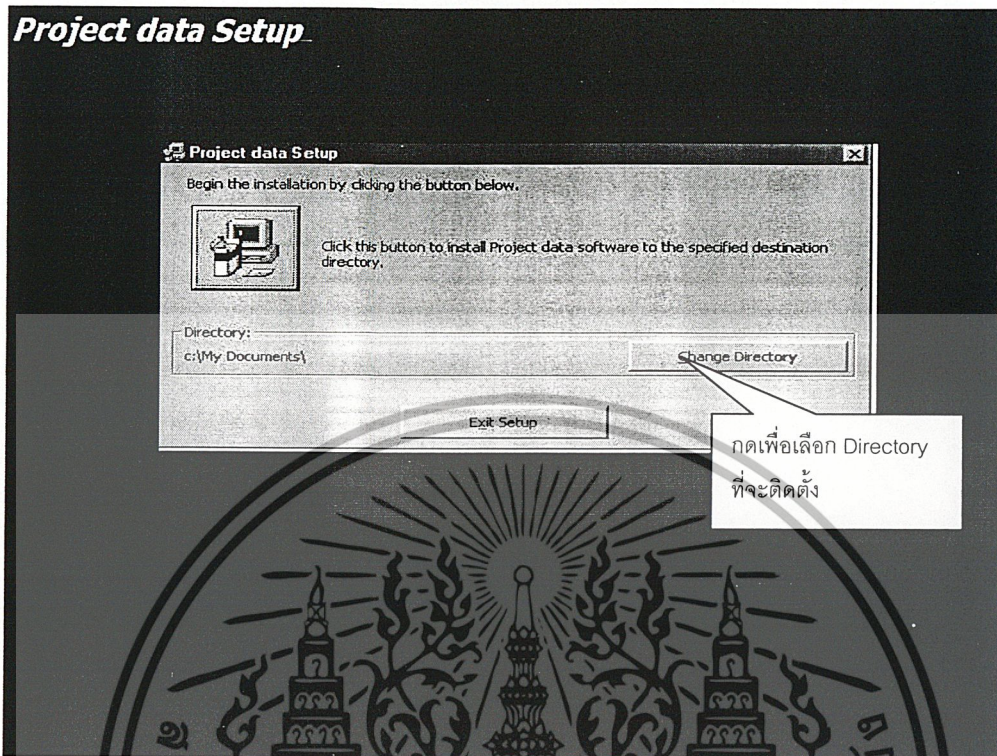 Project data Setup
Project data Setup
Begin the installation by clicking the button below.
Click this button to install Project data software to the specified destination
directory.
Directory:
c:\My Documents\
Change Directory
Exit Setup
กดเพื่อเลือก Directory
ที่จะติดตั้ง